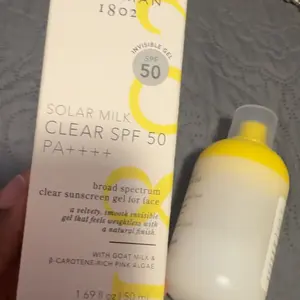 1802
INVISIBLE GEL
SPF
50
SOLAR MILK
CLEAR SPF 50
PA++++
broad spectrum
clear sunscreen gel for face
a velvety, smooth invisible
gel that feels weightless with
a natural finish.
WITH GOAT MILK &
β-CAROTENE-RICH PINK ALGAE
1.69 fl oz | 50 mL